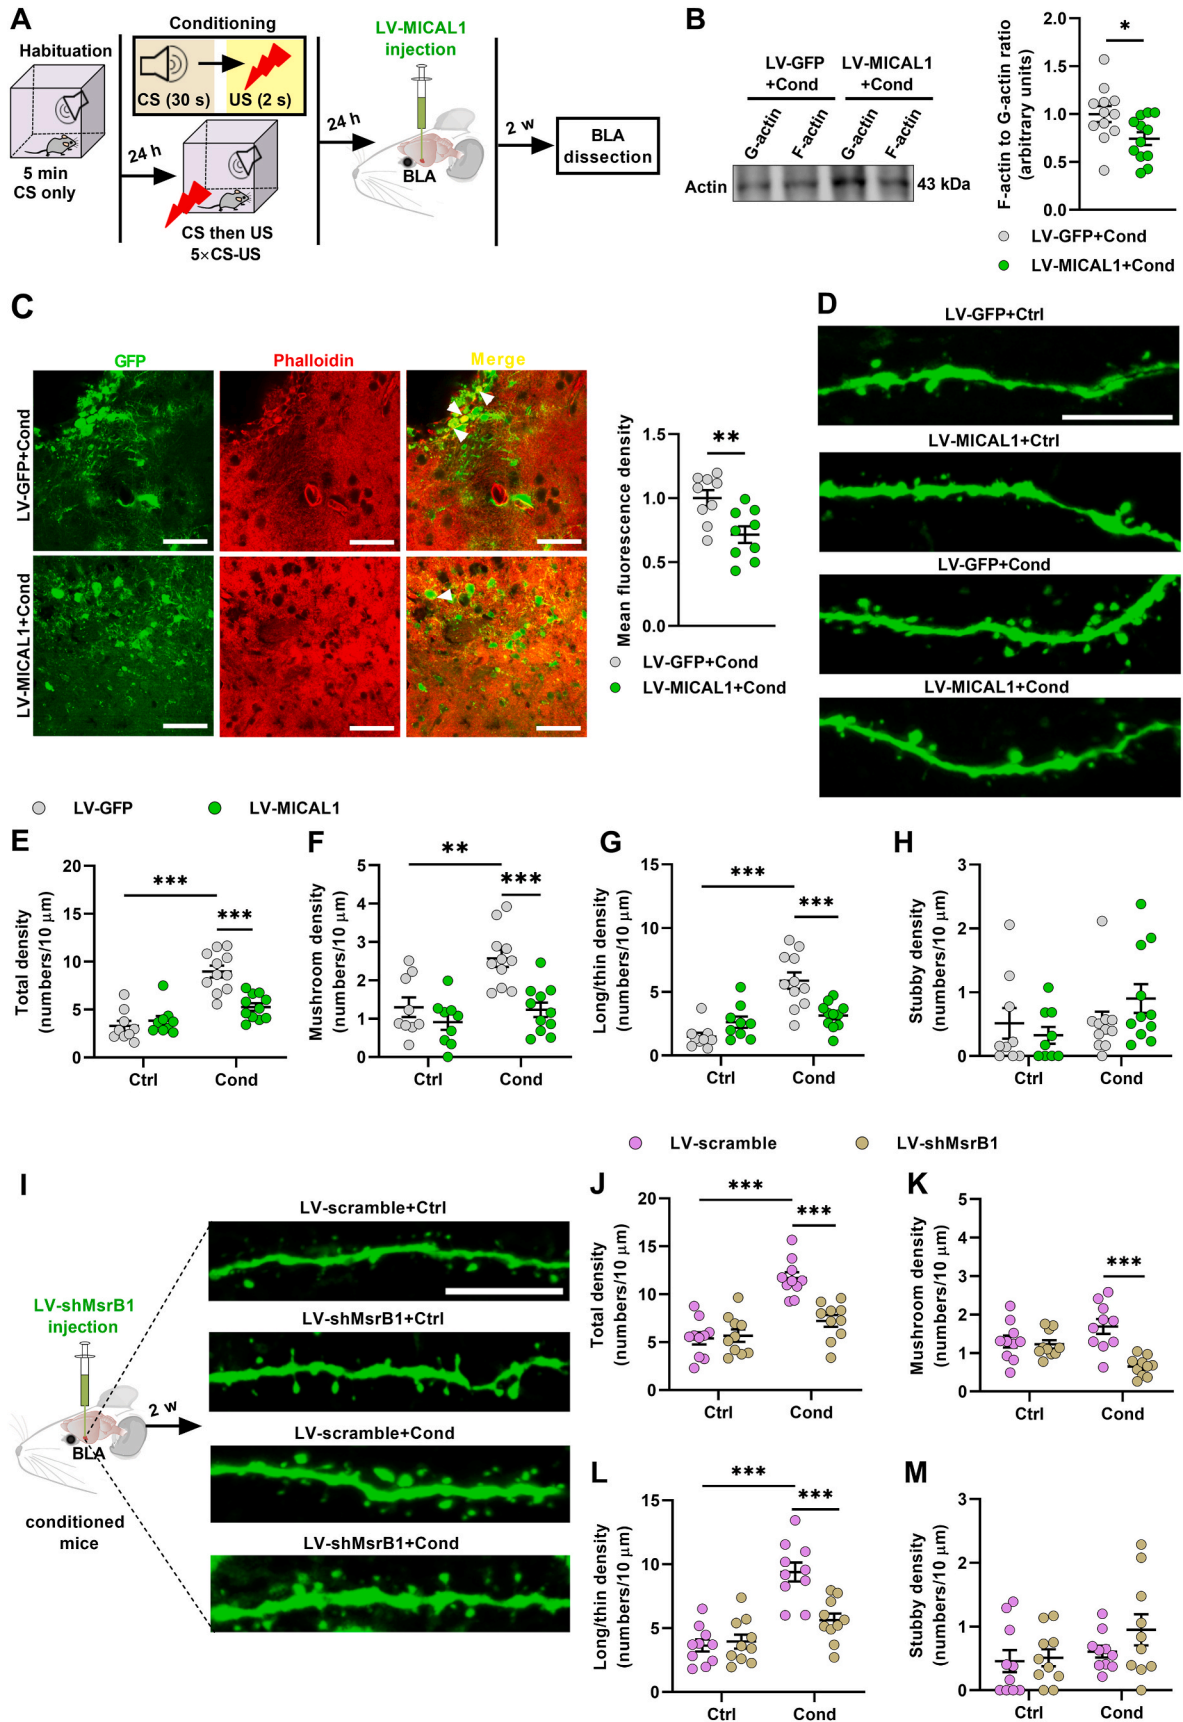 A
Habituation
5 min
CS only
24 h
Conditioning
CS (30 s)
US (2 s)
CS then US
5×CS-US
24 h
LV-MICAL1
injection
BLA
2 w
BLA
dissection
B
LV-GFP
+Cond
LV-MICAL1
+Cond
G-actin
F-actin
G-actin
F-actin
Actin
43 kDa
F-actin to G-actin ratio
(arbitrary units)
2.0
1.5
1.0
0.5
0.0
*
LV-GFP+Cond
LV-MICAL1+Cond
C
GFP
Phalloidin
Merge
LV-GFP+Cond
LV-MICAL1+Cond
Mean fluorescence density
1.5
1.0
0.5
0.0
**
LV-GFP+Cond
LV-MICAL1+Cond
D
LV-GFP+Ctrl
LV-MICAL1+Ctrl
LV-GFP+Cond
LV-MICAL1+Cond
LV-GFP
LV-MICAL1
E
Total density
(numbers/10 μm)
20
15
10
5
0
***
***
Ctrl
Cond
F
Mushroom density
(numbers/10 μm)
5
4
3
2
1
0
**
***
Ctrl
Cond
G
Long/thin density
(numbers/10 μm)
15
10
5
0
***
***
Ctrl
Cond
H
Stubby density
(numbers/10 μm)
3
2
1
0
Ctrl
Cond
LV-scramble
LV-shMsrB1
I
LV-shMsrB1
injection
BLA
conditioned
mice
2 w
LV-scramble+Ctrl
LV-shMsrB1+Ctrl
LV-scramble+Cond
LV-shMsrB1+Cond
J
Total density
(numbers/10 μm)
20
15
10
5
0
***
***
Ctrl
Cond
K
Mushroom density
(numbers/10 μm)
5
4
3
2
1
0
***
Ctrl
Cond
L
Long/thin density
(numbers/10 μm)
15
10
5
0
***
***
Ctrl
Cond
M
Stubby density
(numbers/10 μm)
3
2
1
0
Ctrl
Cond